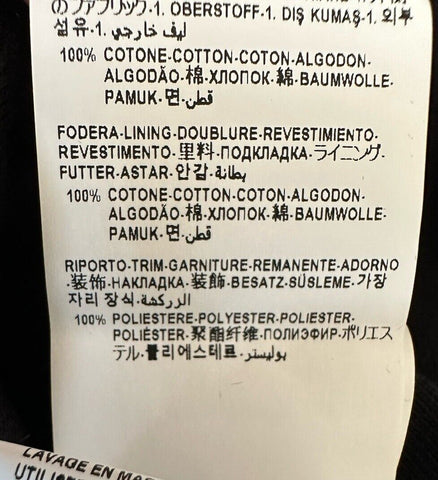 のファブリック·1. OBERSTOFF·1. DIŞ KUMAŞ·1. 외부
섬유·1. ليف خارجي
100% COTONE·COTTON·COTON·ALGODON·
ALGODÃO·棉·ХЛОПОК·綿·BAUMWOLLE·
PAMUK·면·قطن
FODERA·LINING·DOUBLURE·REVESTIMIENTO·
REVESTIMENTO·里料·ПОДКЛАДКА·ライニング·
FUTTER·ASTAR·안감·بطانة
100% COTONE·COTTON·COTON·ALGODON·
ALGODÃO·棉·ХЛОПОК·綿·BAUMWOLLE·
PAMUK·면·قطن
RIPORTO·TRIM·GARNITURE·REMANENTE·ADORNO
·装饰·НАКЛАДКА·装飾·BESATZ·SÜSLEME·가장
자리 장식·الزركشة
100% POLIESTERE·POLYESTER·POLIESTER·
POLIÉSTER·聚酯纤维·ПОЛИЭФИР·ポリエス
テル·폴리에스테르·بوليستر
LAVAGE EN